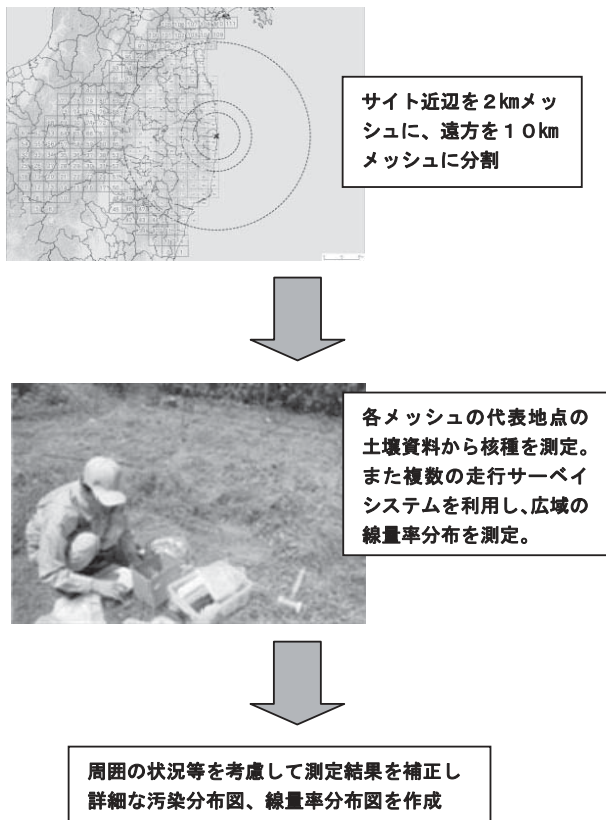 サイト近辺を２㎞メッ
シュに、遠方を１０㎞
メッシュに分割
各メッシュの代表地点の
土壌資料から核種を測定。
また複数の走行サーベイ
システムを利用し、広域の
線量率分布を測定。
周囲の状況等を考慮して測定結果を補正し
詳細な汚染分布図、線量率分布図を作成